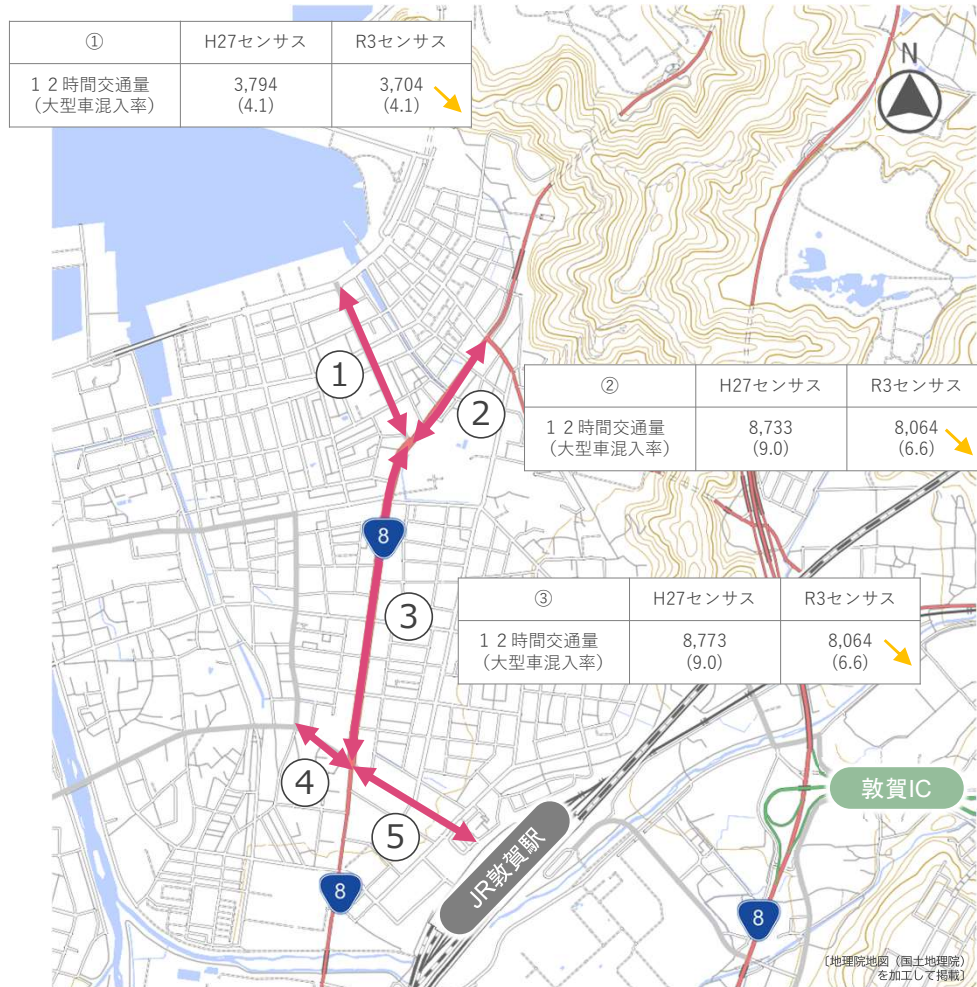 ① H27センサス R3センサス
12時間交通量 3,794 3,704
（大型車混入率） (4.1) (4.1)
N
①
②
② H27センサス R3センサス
12時間交通量 8,733 8,064
（大型車混入率） (9.0) (6.6)
8
③
③ H27センサス R3センサス
12時間交通量 8,773 8,064
（大型車混入率） (9.0) (6.6)
④
⑤
敦賀IC
JR敦賀駅
8
8
〔地理院地図（国土地理院）
を加工して掲載〕